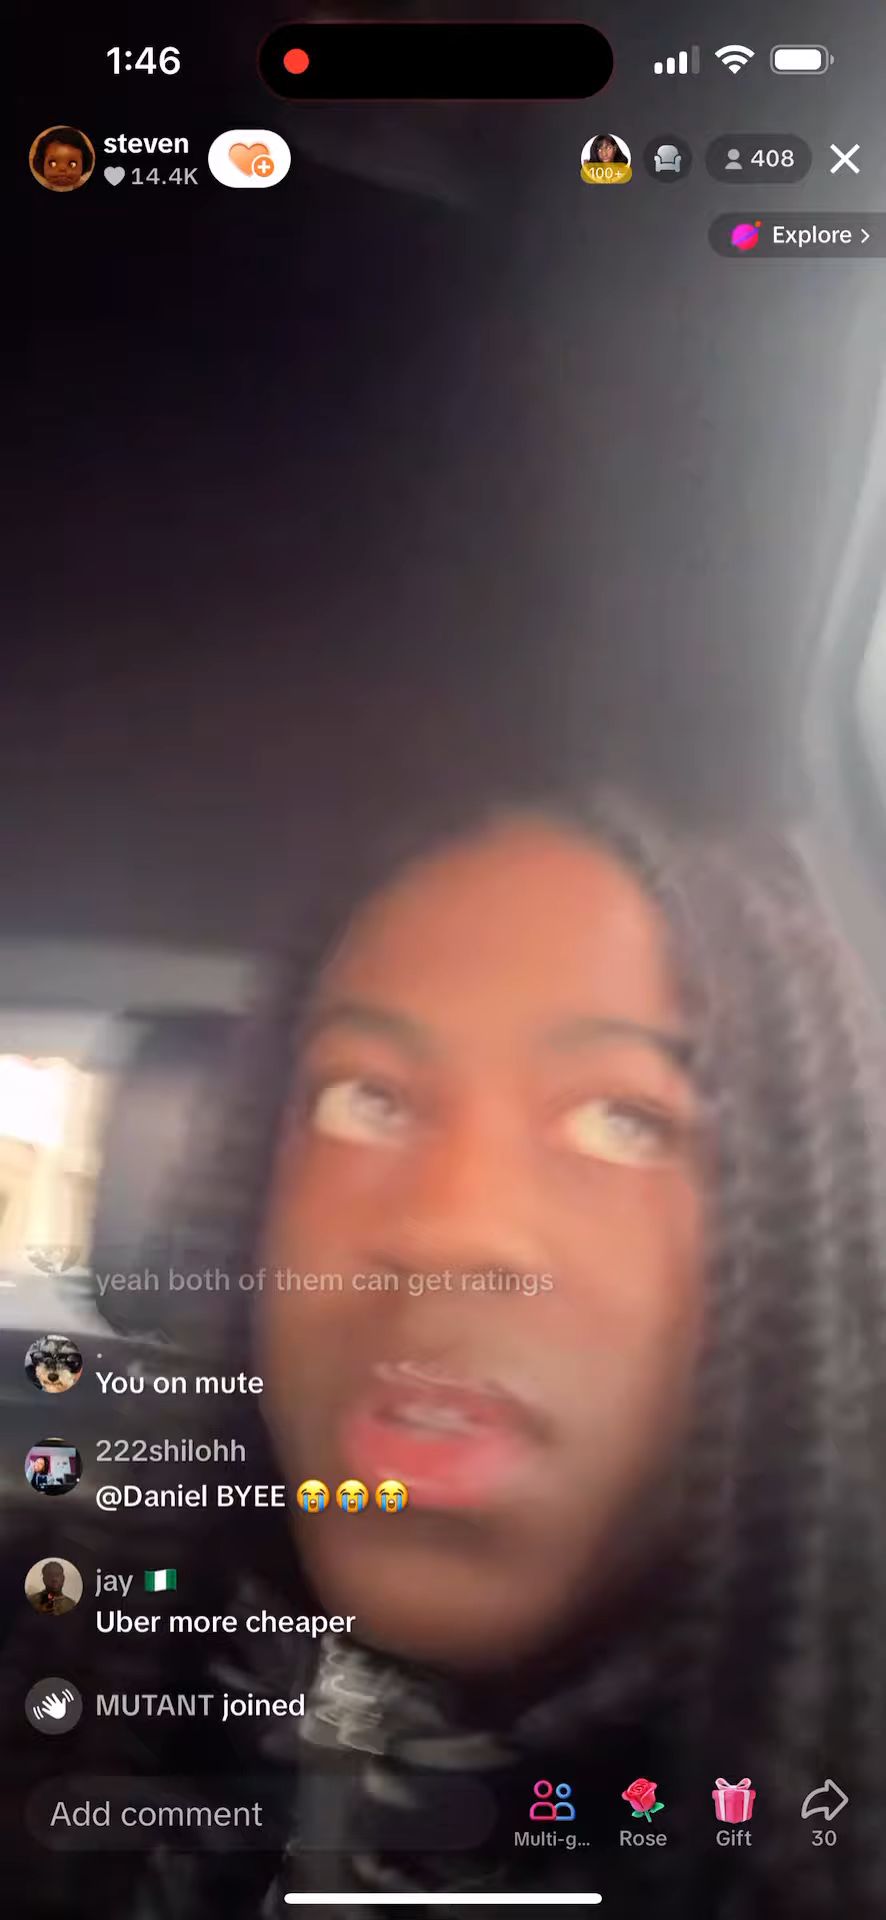 1:46
steven
14.4K
100+
408
Explore >
yeah both of them can get ratings
.
You on mute
222shilohh
@Daniel BYEE 😭😭😭
jay 🇳🇬
Uber more cheaper
MUTANT joined
Add comment
Multi-g...
Rose
Gift
30